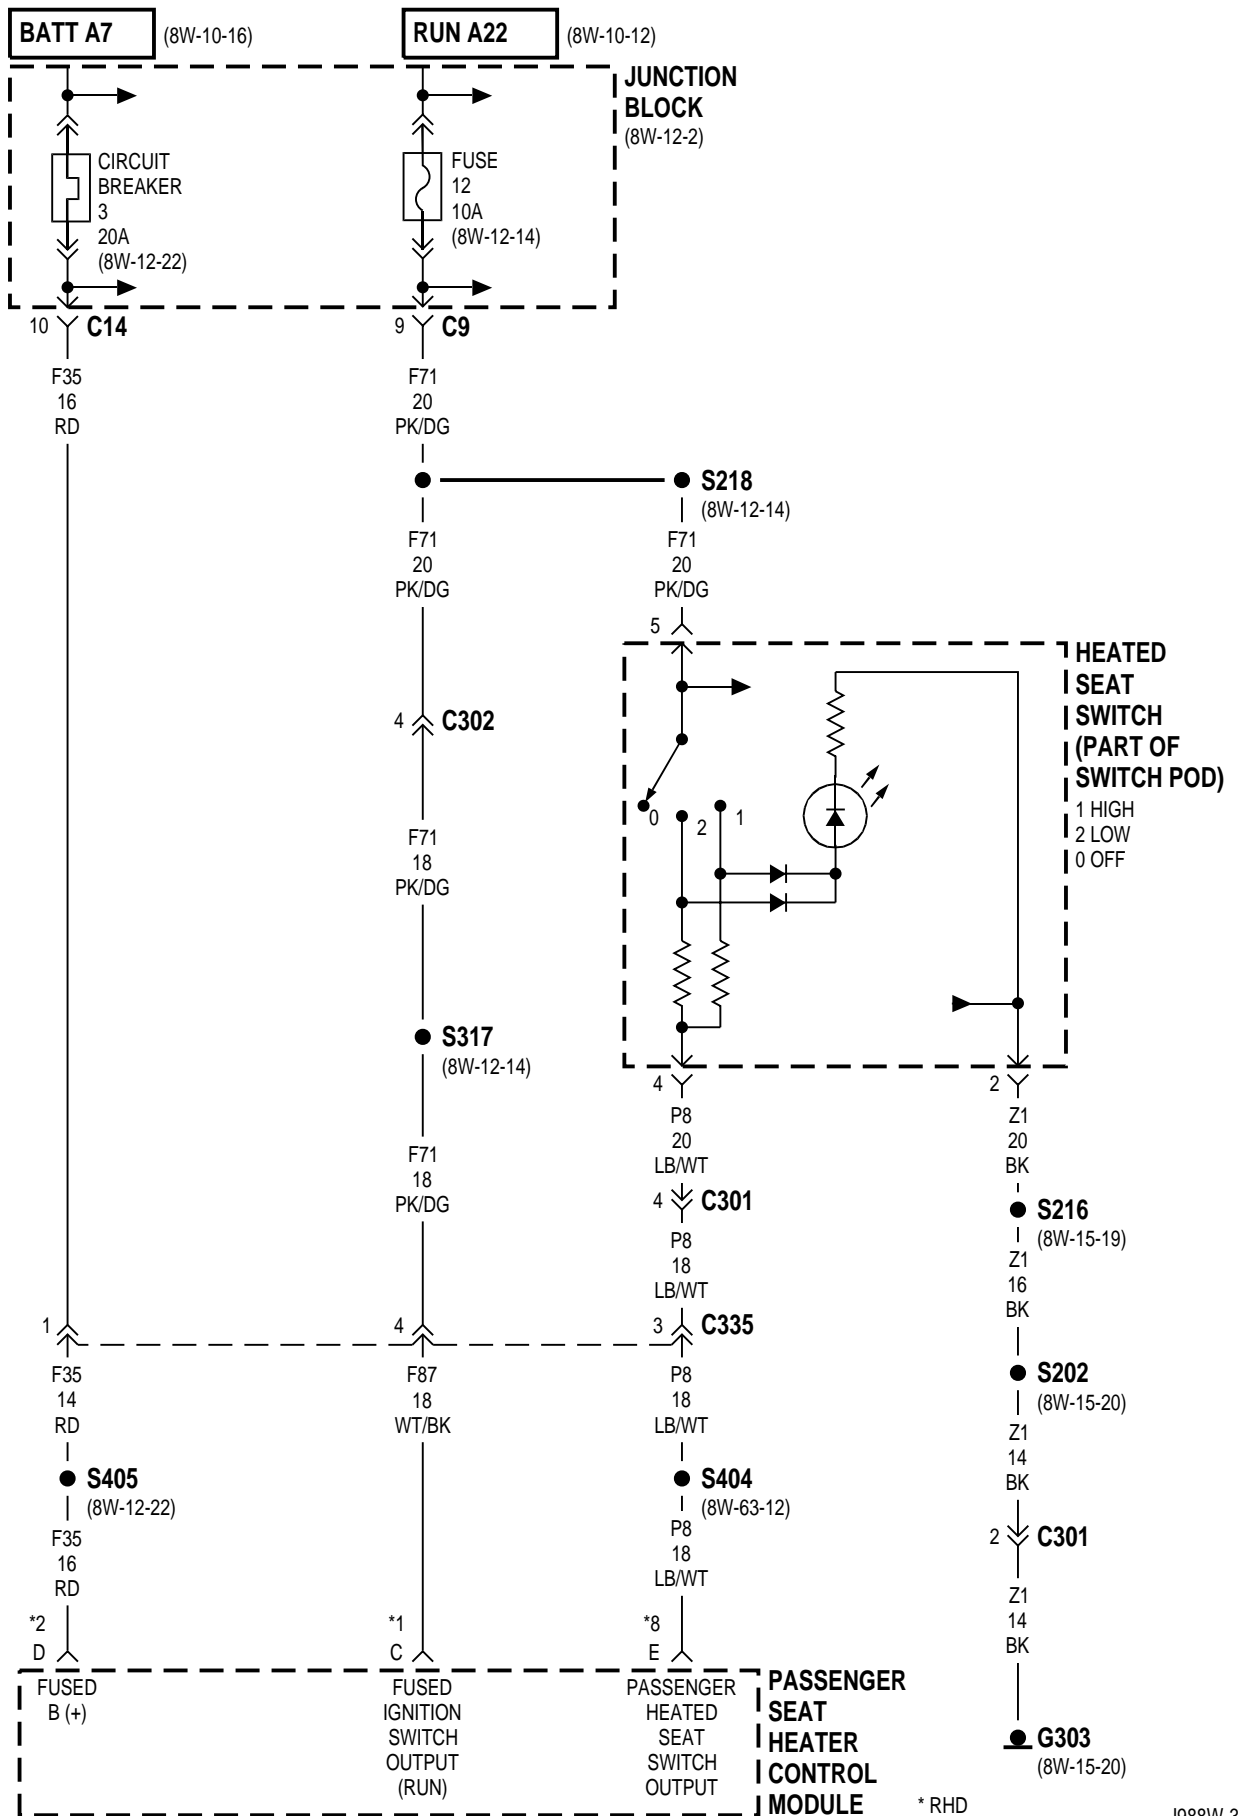 BATT A7
(8W-10-16)
RUN A22
(8W-10-12)
JUNCTION
BLOCK
(8W-12-2)
CIRCUIT
BREAKER
3
20A
(8W-12-22)
FUSE
12
10A
(8W-12-14)
10
C14
9
C9
F35
16
RD
F71
20
PK/DG
S218
(8W-12-14)
F71
20
PK/DG
F71
20
PK/DG
5
HEATED
SEAT
SWITCH
(PART OF
SWITCH POD)
1 HIGH
2 LOW
0 OFF
0
2
1
4
C302
F71
18
PK/DG
S317
(8W-12-14)
F71
18
PK/DG
4
2
P8
20
LB/WT
Z1
20
BK
4
C301
S216
(8W-15-19)
P8
18
LB/WT
Z1
16
BK
1
4
3
C335
F35
14
RD
F87
18
WT/BK
P8
18
LB/WT
S202
(8W-15-20)
Z1
14
BK
S405
(8W-12-22)
S404
(8W-63-12)
F35
16
RD
P8
18
LB/WT
2
C301
Z1
14
BK
*2
D
*1
C
*8
E
FUSED
B (+)
FUSED
IGNITION
SWITCH
OUTPUT
(RUN)
PASSENGER
HEATED
SEAT
SWITCH
OUTPUT
PASSENGER
SEAT
HEATER
CONTROL
MODULE
G303
(8W-15-20)
* RHD